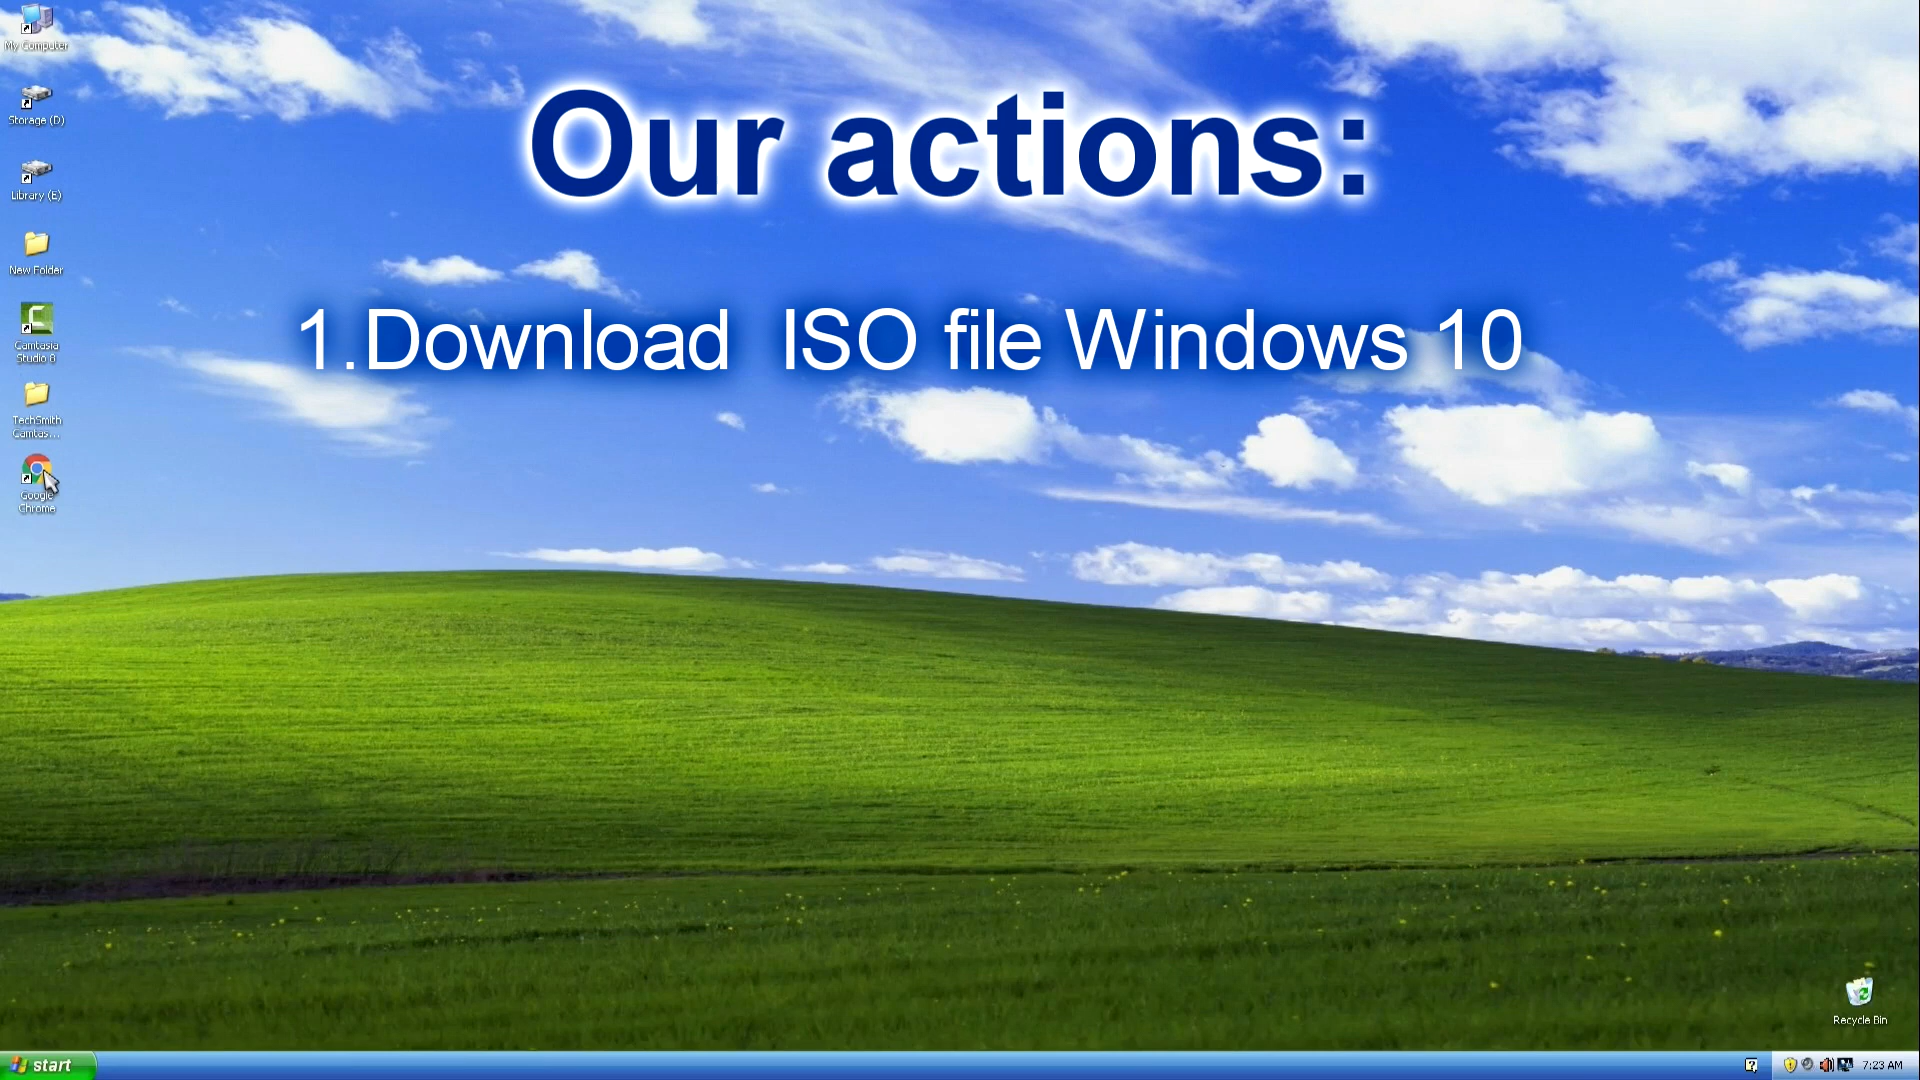 My Computer
Storage (D)
Library (E)
New Folder
Camtasia
Studio 8
TechSmith
Camtas...
Google
Chrome
Our actions:
1.Download  ISO file Windows 10
Recycle Bin
start
7:23 AM